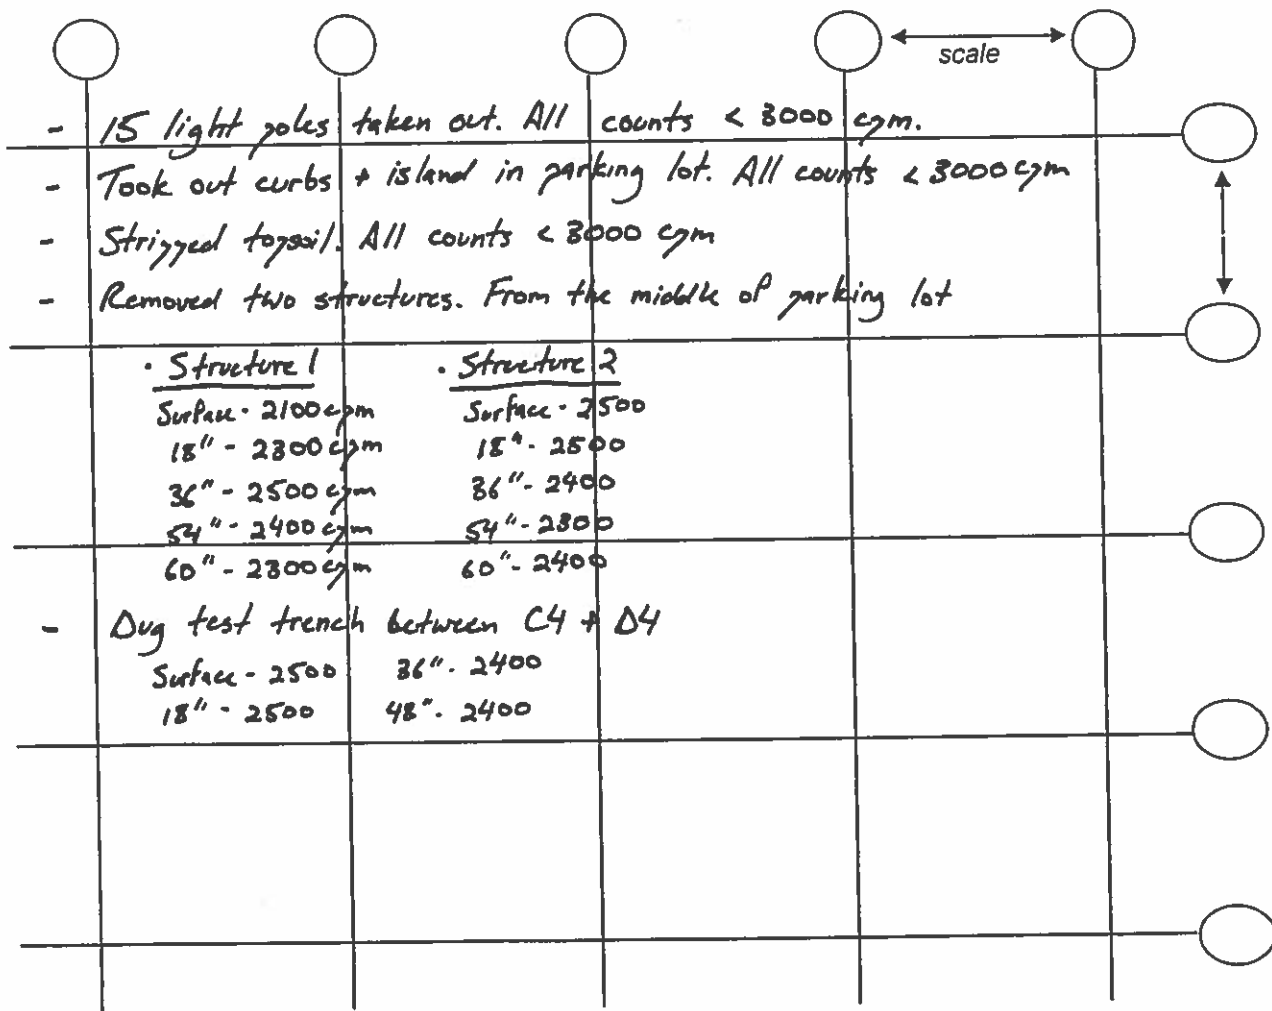 scale
- 15 light poles taken out. All counts < 3000 cpm.
- Took out curbs + island in parking lot. All counts < 3000 cpm
- Stripped topsoil. All counts < 3000 cpm
- Removed two structures. From the middle of parking lot
· Structure 1 · Structure 2
Surface - 2100 cpm Surface - 2500
18" - 2300 cpm 18" - 2500
36" - 2500 cpm 36" - 2400
54" - 2400 cpm 54" - 2300
60" - 2300 cpm 60" - 2400
- Dug test trench between C4 + D4
Surface - 2500 36" - 2400
18" - 2500 48" - 2400